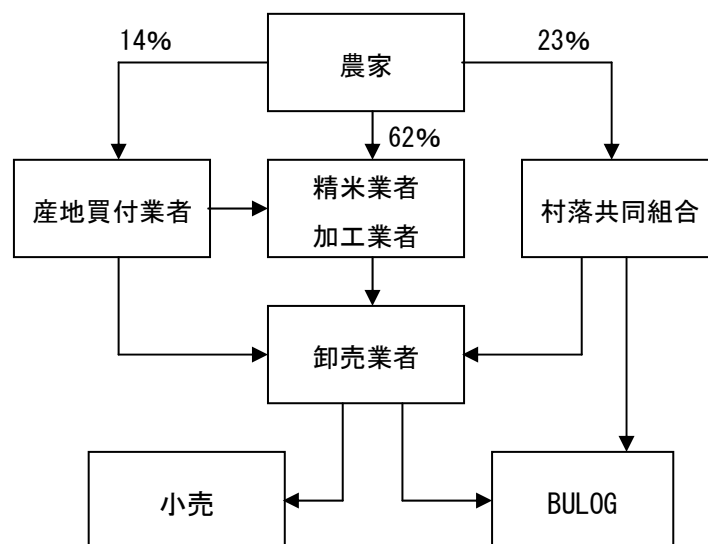 14%
農家
23%
62%
産地買付業者
精米業者
加工業者
村落共同組合
卸売業者
小売
BULOG